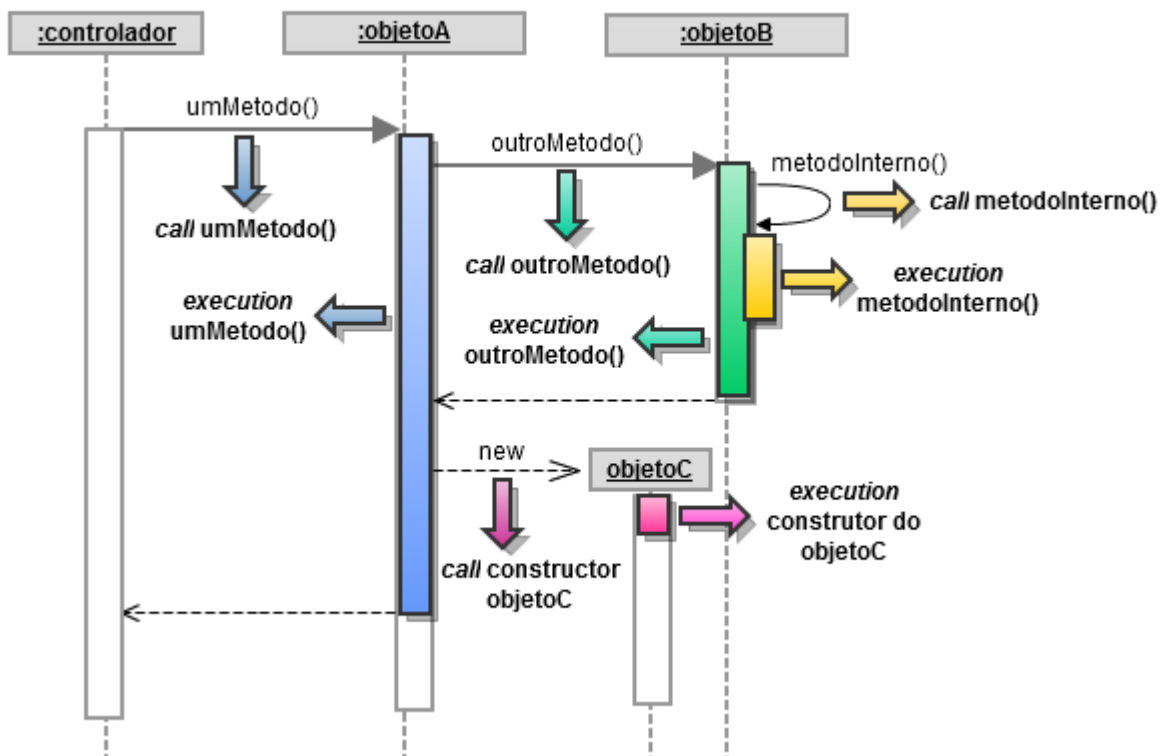 :controlador
:objetoA
:objetoB
umMetodo()
outroMetodo()
metodoInterno()
call metodoInterno()
call umMetodo()
call outroMetodo()
execution
metodoInterno()
execution
umMetodo()
execution
outroMetodo()
new
objetoC
execution
construtor do
objetoC
call constructor
objetoC